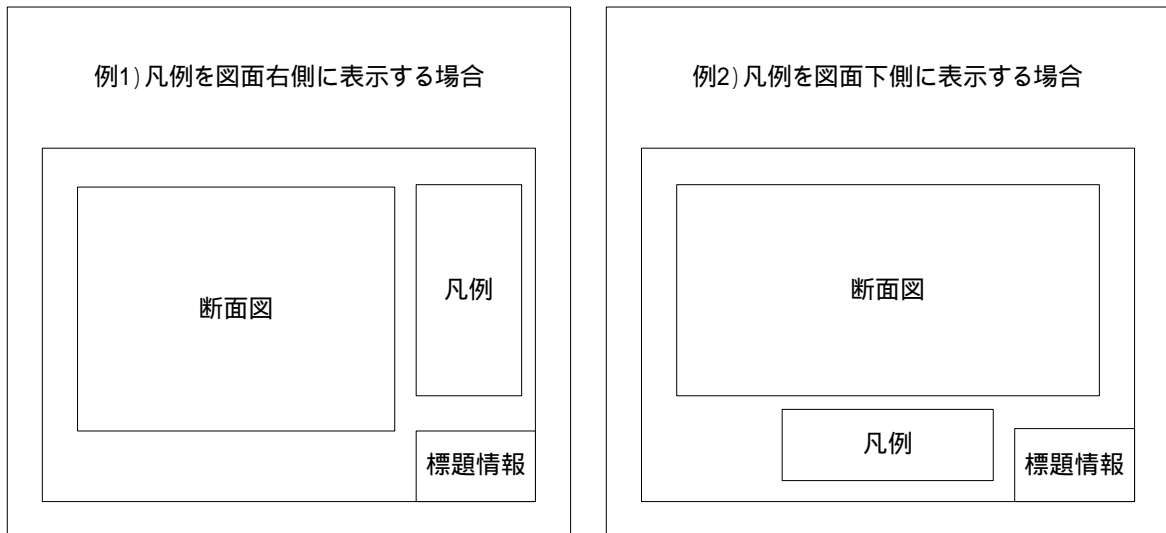 例1)凡例を図面右側に表示する場合
断面図
凡例
標題情報
例2)凡例を図面下側に表示する場合
断面図
凡例
標題情報